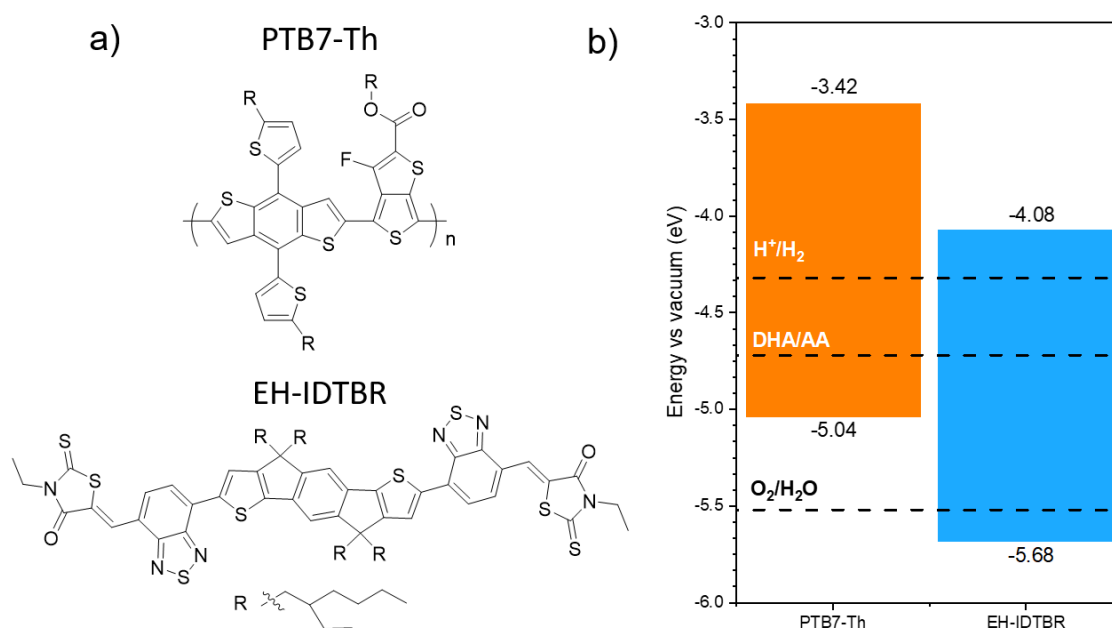 a)
PTB7-Th
R
R
O
O
S
F
S
S
S
S
n
S
R
EH-IDTBR
S
N
S
O
S
R R
S
N
S
N
S
O
N
S
S
N
S
N
R R
R
b)
Energy vs vacuum (eV)
-3.0
-3.5
-4.0
-4.5
-5.0
-5.5
-6.0
-3.42
-4.08
H⁺/H₂
DHA/AA
-5.04
O₂/H₂O
-5.68
PTB7-Th
EH-IDTBR